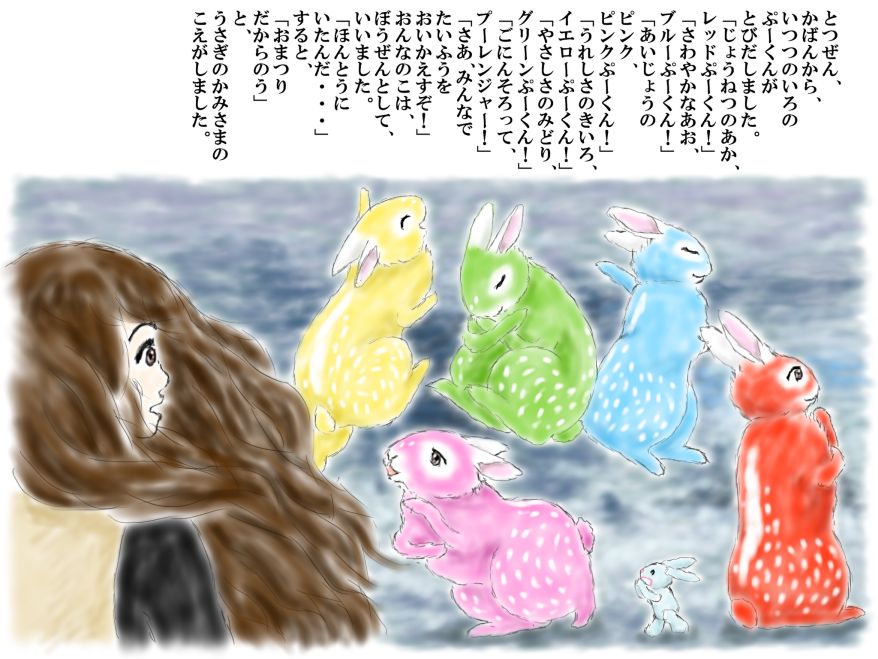 とつぜん、
かばんから、
いつつのいろの
ぷーくんが
とびだしました。
「じょうねつのあか、
レッドぷーくん!」
「さわやかなあお、
ブルーぷーくん!」
「あいじょうの
ピンク、
ピンクぷーくん!」
「うれしさのきいろ、
イエローぷーくん!」
「やさしさのみどり、
グリーンぷーくん!」
「ごにんそろって、
プーレンジャー!」
「さあ、みんなで
たいふうを
おいかえすぞ!」
おんなのこは、
ぼうぜんとして、
いいました。
「ほんとうに
いたんだ・・・」
すると、
「おまつり
だからのう」
と、
うさぎのかみさまの
こえがしました。